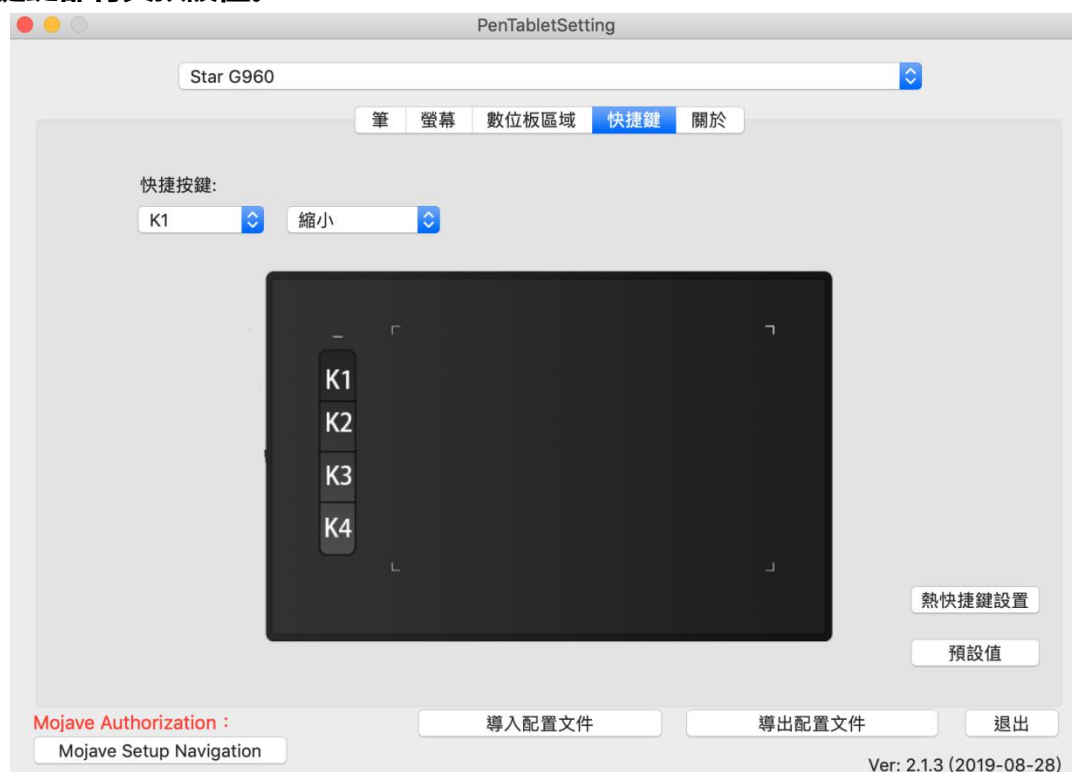 PenTabletSetting
Star G960
筆 螢幕 數位板區域 快捷鍵 關於
快捷按鍵:
K1 縮小
K1
K2
K3
K4
熱快捷鍵設置
預設值
Mojave Authorization：
導入配置文件 導出配置文件 退出
Mojave Setup Navigation
Ver: 2.1.3 (2019-08-28)